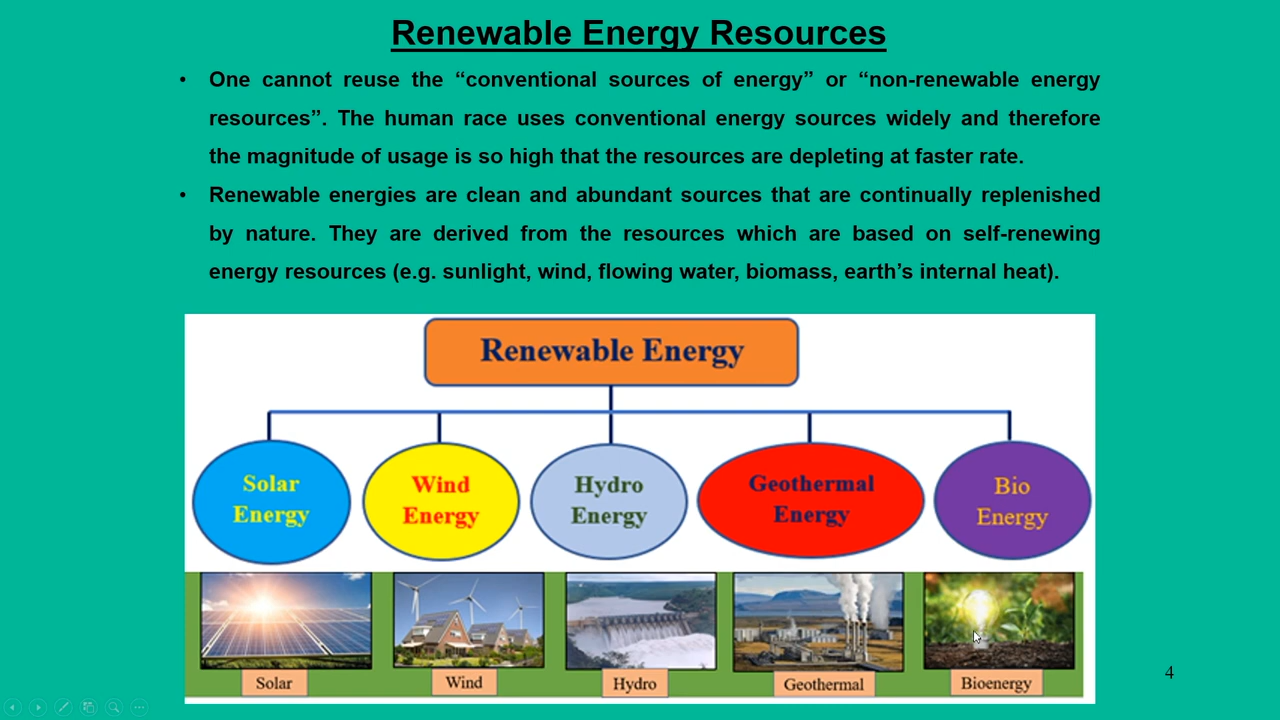 Renewable Energy Resources
• One cannot reuse the “conventional sources of energy” or “non-renewable energy
resources”. The human race uses conventional energy sources widely and therefore
the magnitude of usage is so high that the resources are depleting at faster rate.
• Renewable energies are clean and abundant sources that are continually replenished
by nature. They are derived from the resources which are based on self-renewing
energy resources (e.g. sunlight, wind, flowing water, biomass, earth’s internal heat).
Renewable Energy
Solar
Energy
Wind
Energy
Hydro
Energy
Geothermal
Energy
Bio
Energy
Solar
Wind
Hydro
Geothermal
Bioenergy
4